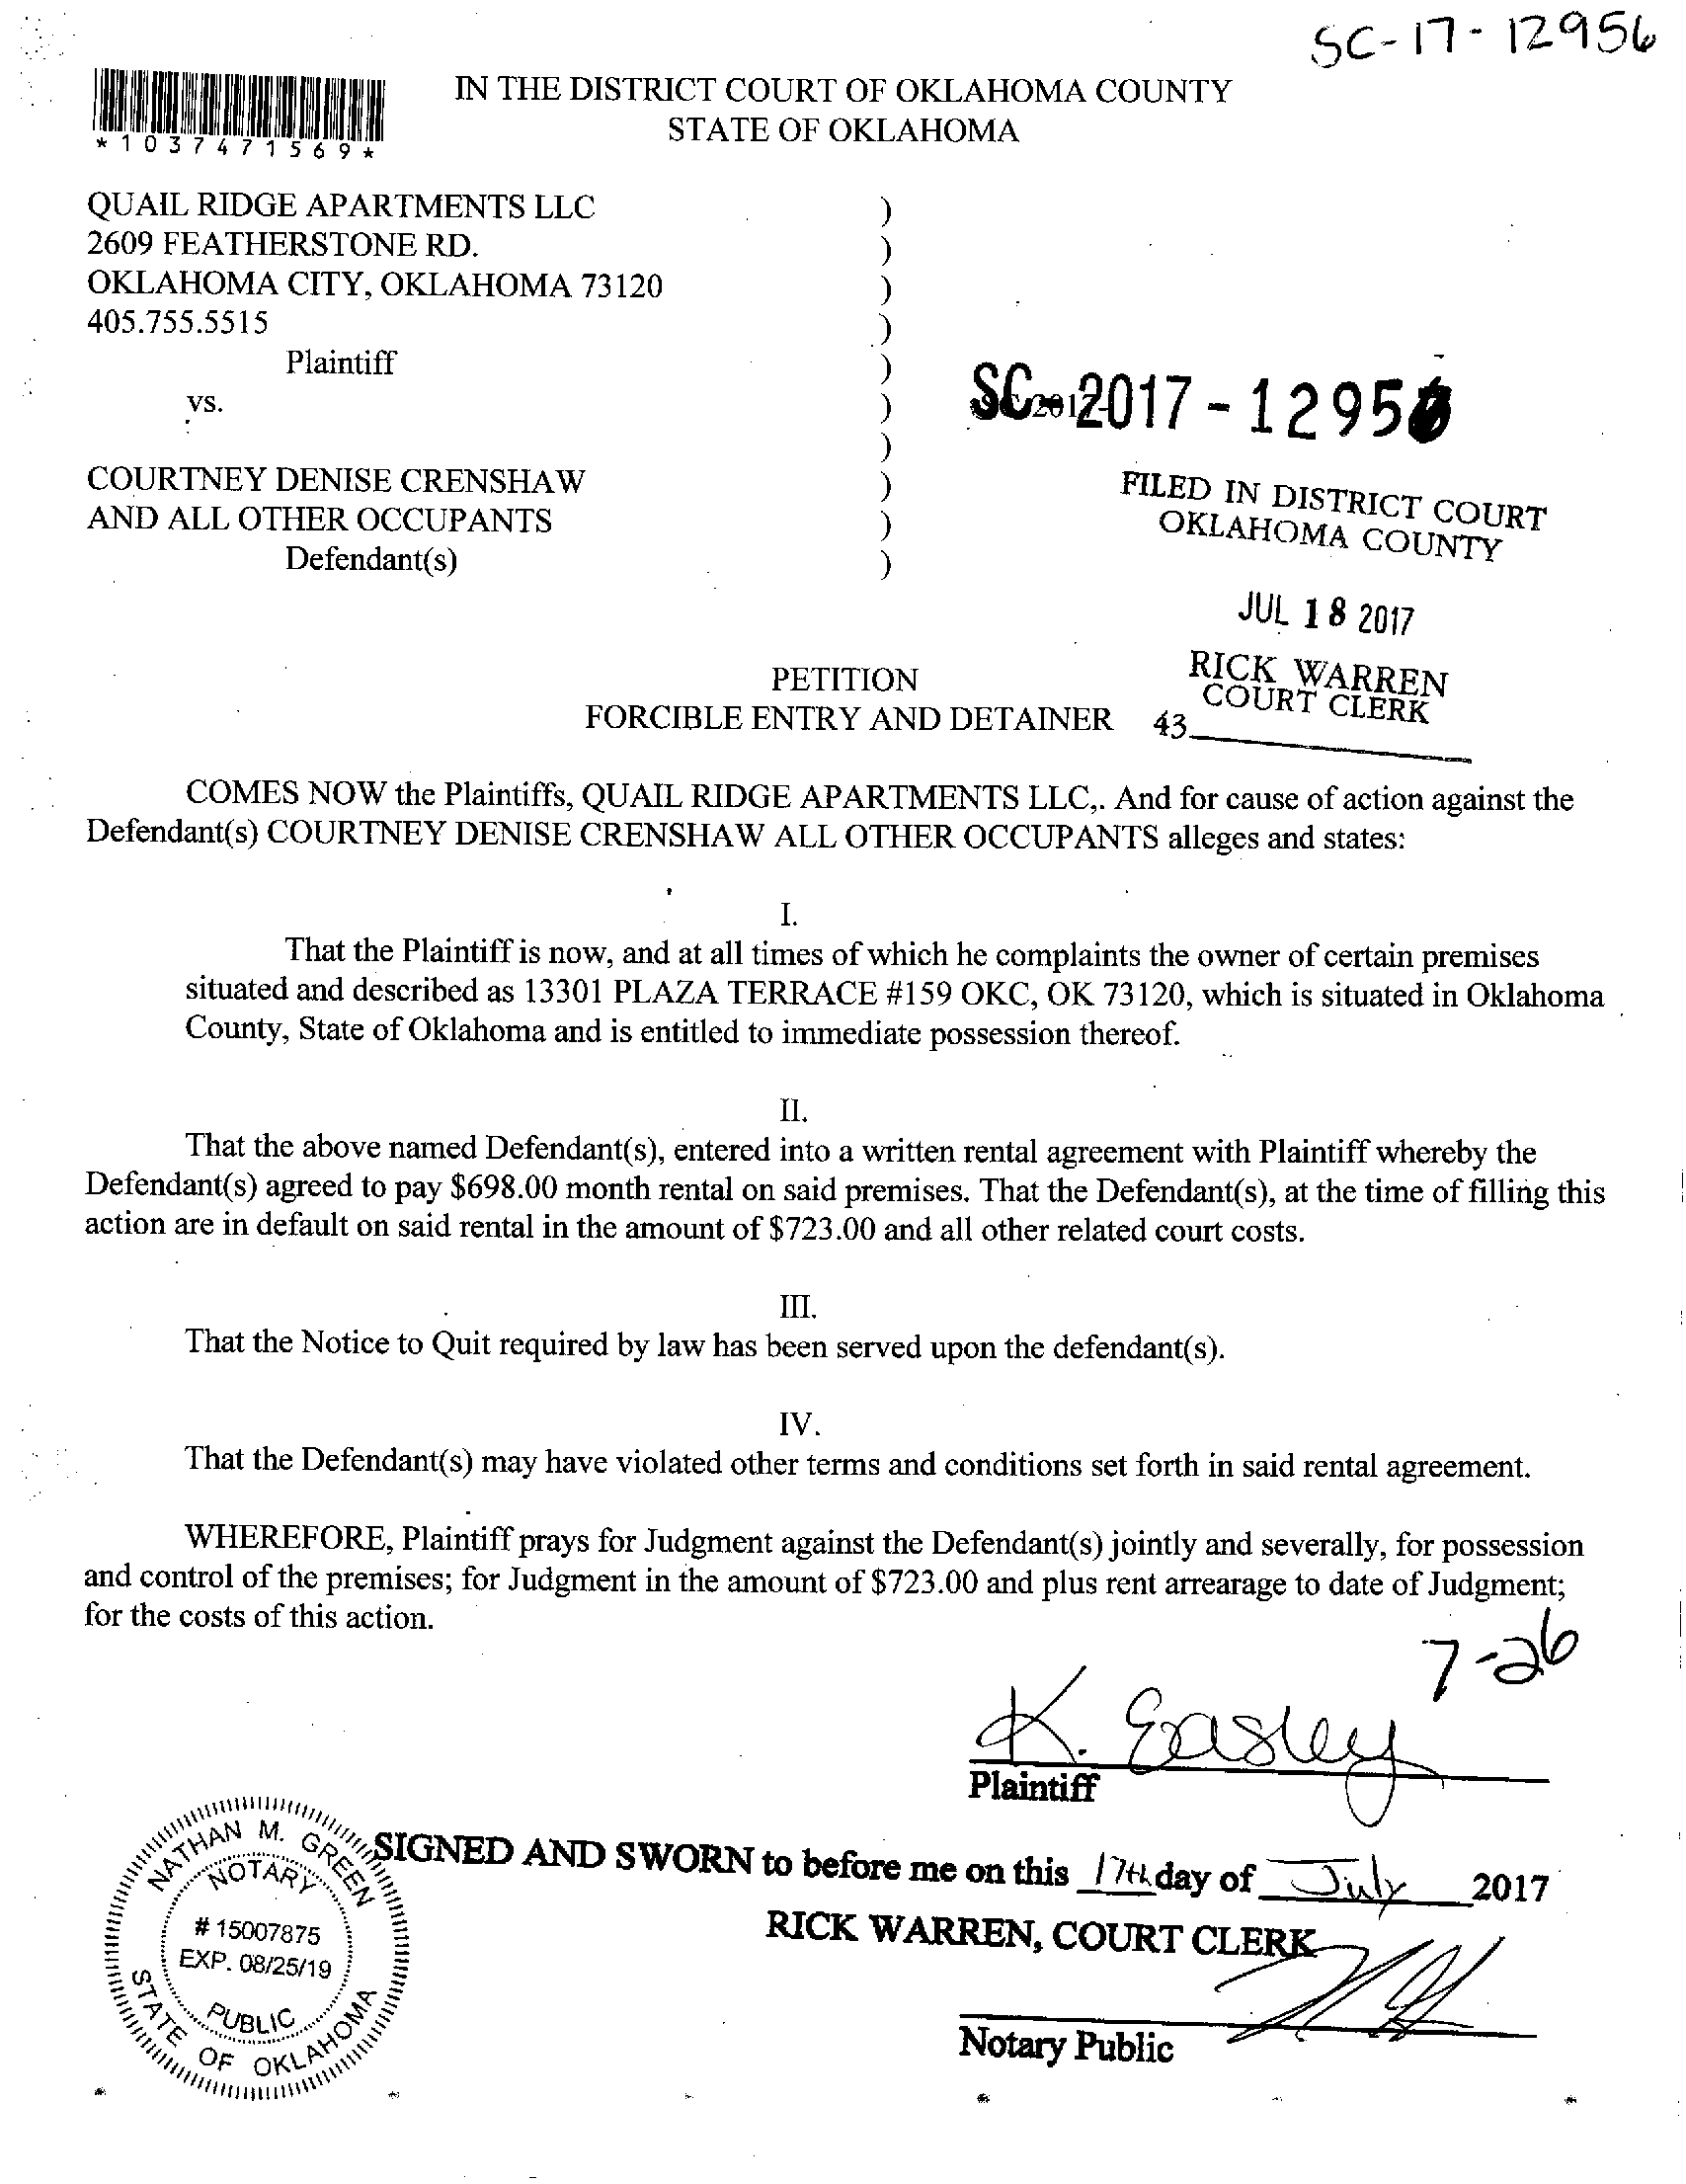 SC-17-12956
IN THE DISTRICT COURT OF OKLAHOMA COUNTY
STATE OF OKLAHOMA
*1037471569*
QUAIL RIDGE APARTMENTS LLC )
2609 FEATHERSTONE RD. )
OKLAHOMA CITY, OKLAHOMA 73120 )
405.755.5515 )
Plaintiff )
vs. )
)
COURTNEY DENISE CRENSHAW )
AND ALL OTHER OCCUPANTS )
Defendant(s) )
SC-2017-12956
FILED IN DISTRICT COURT
OKLAHOMA COUNTY
JUL 18 2017
RICK WARREN
COURT CLERK
43
PETITION
FORCIBLE ENTRY AND DETAINER
COMES NOW the Plaintiffs, QUAIL RIDGE APARTMENTS LLC,. And for cause of action against the
Defendant(s) COURTNEY DENISE CRENSHAW ALL OTHER OCCUPANTS alleges and states:
I.
That the Plaintiff is now, and at all times of which he complaints the owner of certain premises
situated and described as 13301 PLAZA TERRACE #159 OKC, OK 73120, which is situated in Oklahoma
County, State of Oklahoma and is entitled to immediate possession thereof.
II.
That the above named Defendant(s), entered into a written rental agreement with Plaintiff whereby the
Defendant(s) agreed to pay $698.00 month rental on said premises. That the Defendant(s), at the time of filling this
action are in default on said rental in the amount of $723.00 and all other related court costs.
III.
That the Notice to Quit required by law has been served upon the defendant(s).
IV.
That the Defendant(s) may have violated other terms and conditions set forth in said rental agreement.
WHEREFORE, Plaintiff prays for Judgment against the Defendant(s) jointly and severally, for possession
and control of the premises; for Judgment in the amount of $723.00 and plus rent arrearage to date of Judgment;
for the costs of this action.
7-26
K. Easley
Plaintiff
SIGNED AND SWORN to before me on this 17th day of July 2017
RICK WARREN, COURT CLERK
Notary Public
NATHAN M. GREEN
NOTARY
# 15007875
EXP. 08/25/19
PUBLIC
STATE OF OKLAHOMA